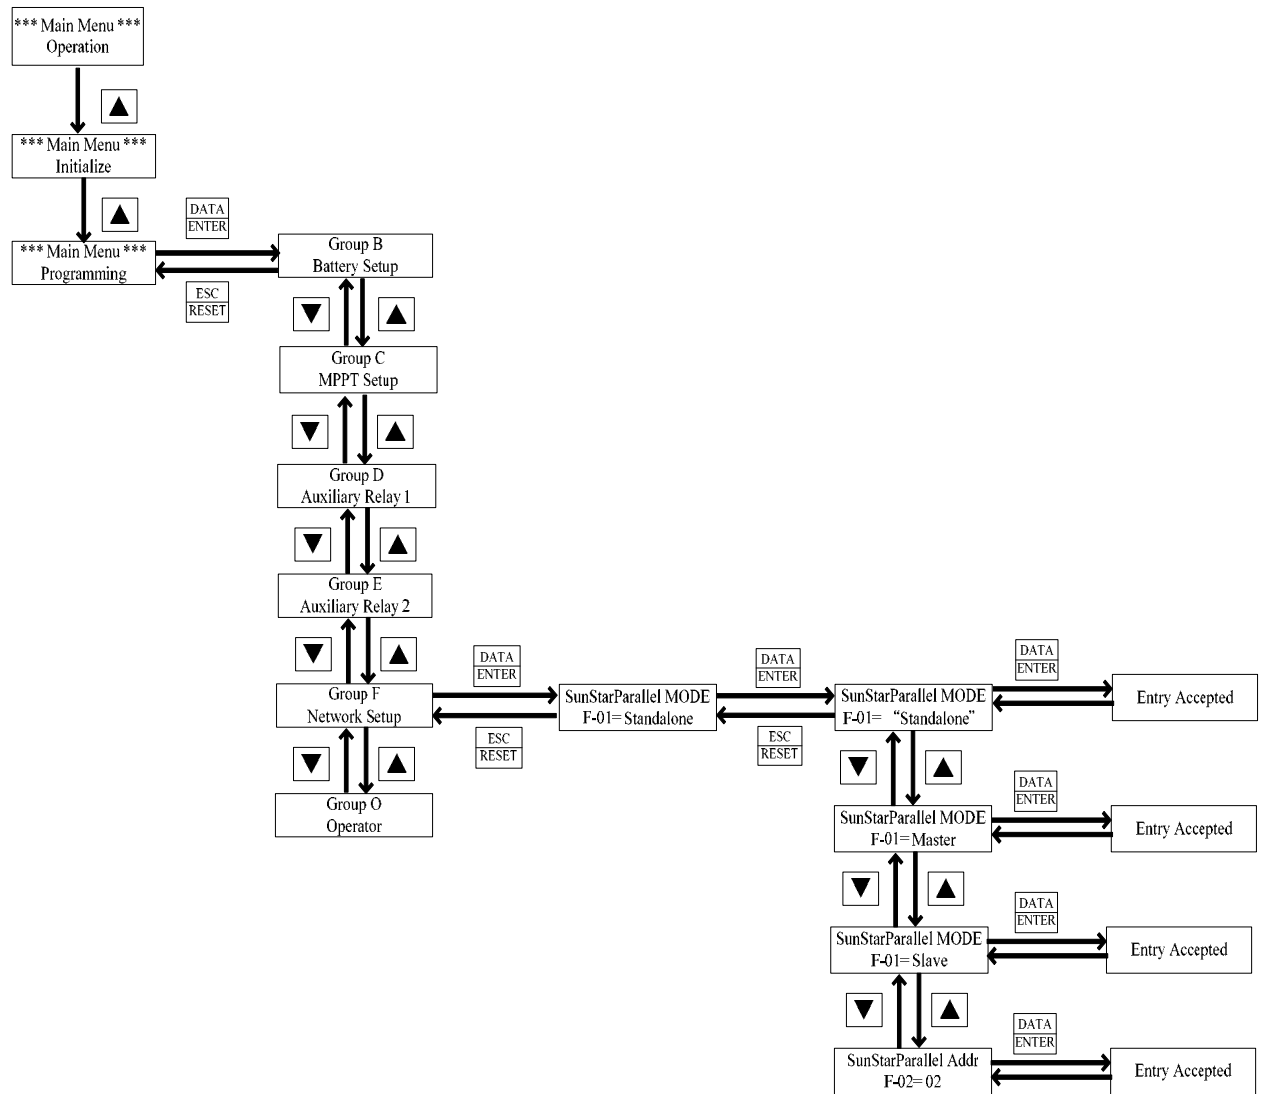 *** Main Menu ***
Operation
▲
*** Main Menu ***
Initialize
▲
*** Main Menu ***
Programming
DATA
ENTER
ESC
RESET
Group B
Battery Setup
▼ ▲
Group C
MPPT Setup
▼ ▲
Group D
Auxiliary Relay 1
▼ ▲
Group E
Auxiliary Relay 2
▼ ▲
Group F
Network Setup
▼ ▲
Group O
Operator
DATA
ENTER
ESC
RESET
SunStarParallel MODE
F-01= Standalone
DATA
ENTER
ESC
RESET
SunStarParallel MODE
F-01= “Standalone”
DATA
ENTER
Entry Accepted
▼ ▲
SunStarParallel MODE
F-01= Master
DATA
ENTER
Entry Accepted
▼ ▲
SunStarParallel MODE
F-01= Slave
DATA
ENTER
Entry Accepted
▼ ▲
SunStarParallel Addr
F-02= 02
DATA
ENTER
Entry Accepted